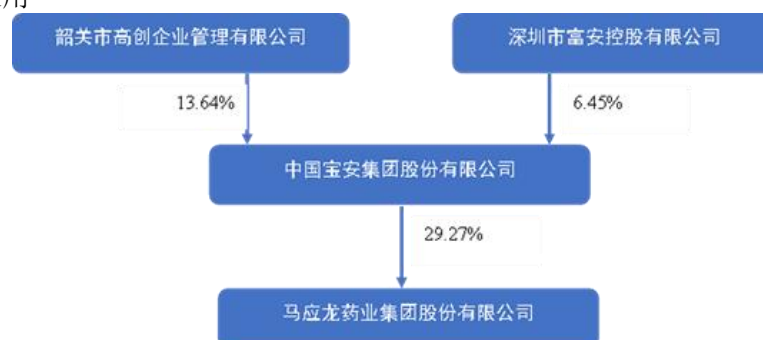 韶关市高创企业管理有限公司
深圳市富安控股有限公司
13.64%
6.45%
中国宝安集团股份有限公司
29.27%
马应龙药业集团股份有限公司